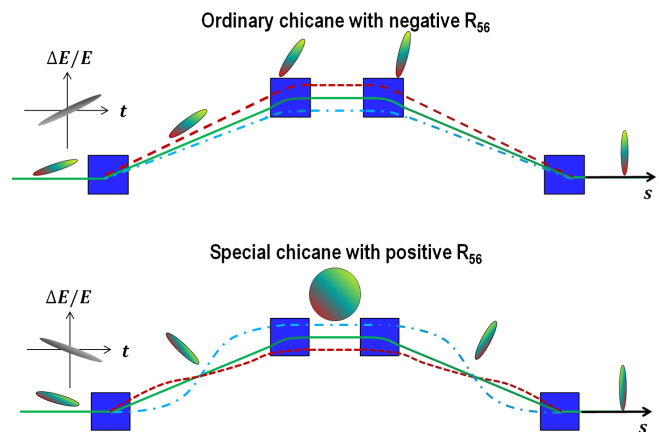 Ordinary chicane with negative R₅₆
ΔE/E
t
s
Special chicane with positive R₅₆
ΔE/E
t
s